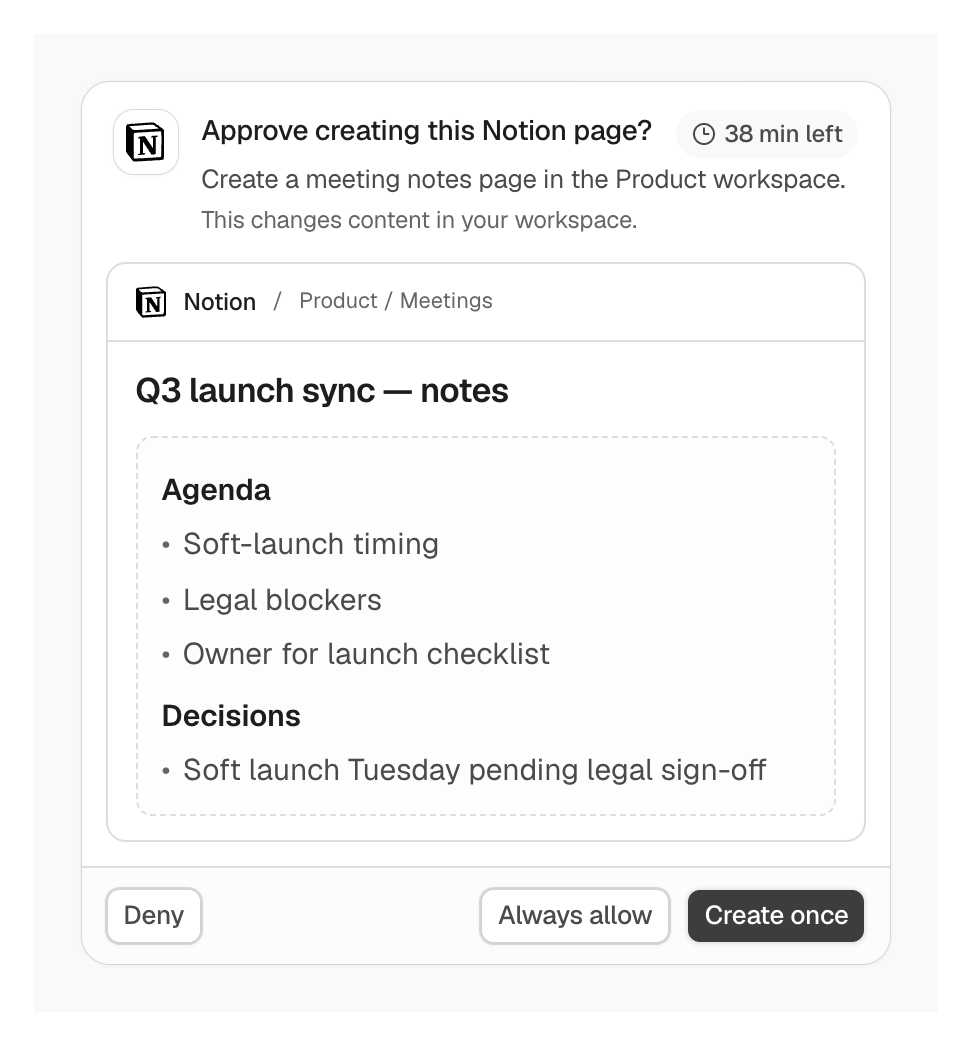 Approve creating this Notion page?
38 min left
Create a meeting notes page in the Product workspace.
This changes content in your workspace.
Notion / Product / Meetings
Q3 launch sync — notes
Agenda
• Soft-launch timing
• Legal blockers
• Owner for launch checklist
Decisions
• Soft launch Tuesday pending legal sign-off
Deny
Always allow
Create once